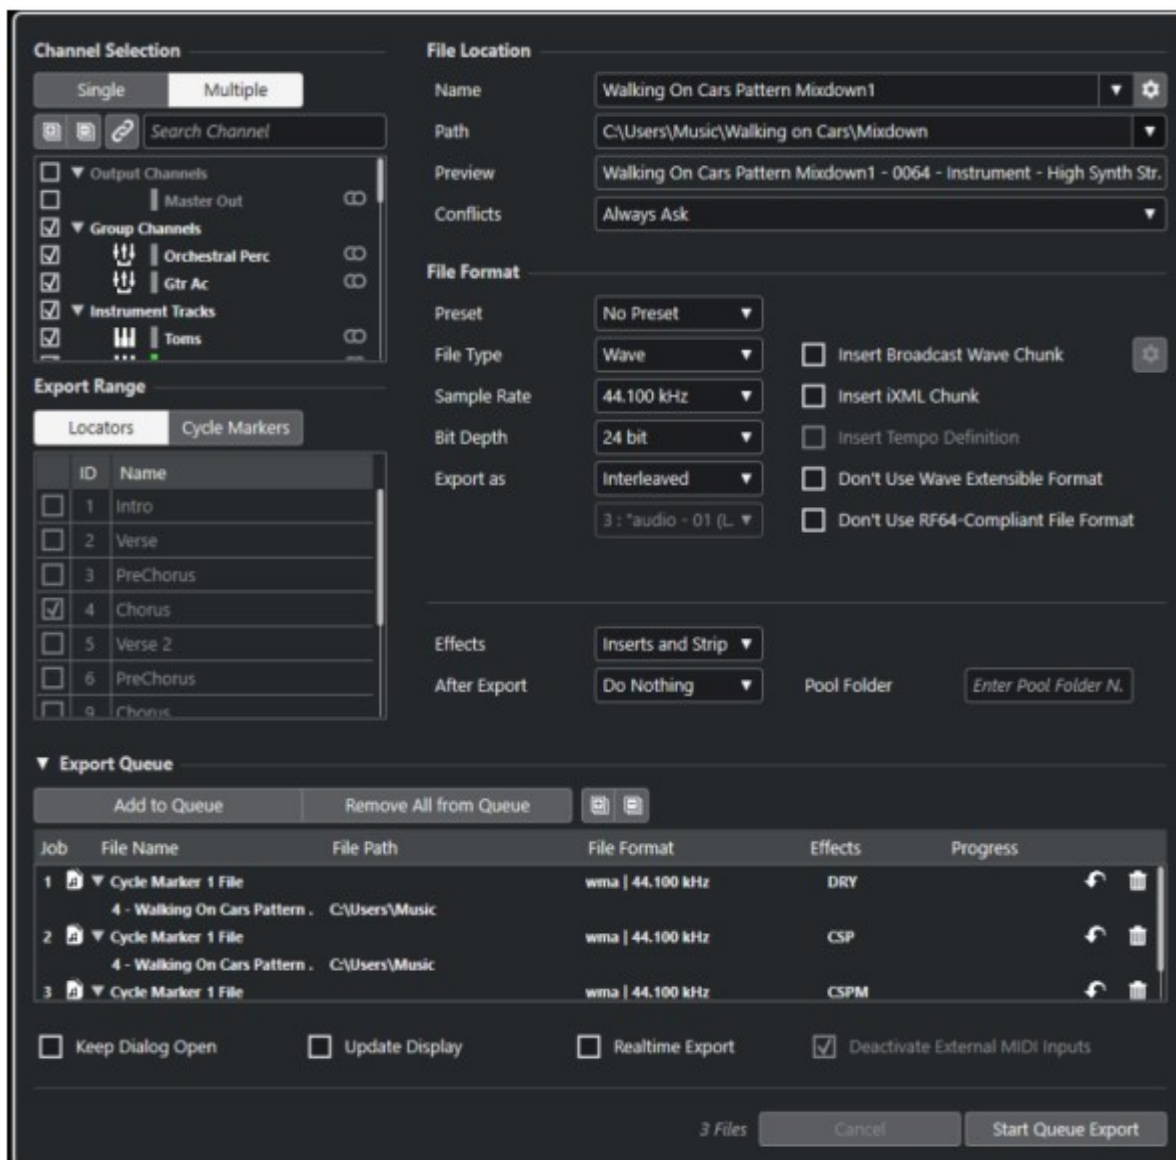 Channel Selection
Single Multiple
Search Channel
Output Channels
Master Out
Group Channels
Orchestral Perc
Gtr Ac
Instrument Tracks
Toms
Export Range
Locators Cycle Markers
ID Name
1 Intro
2 Verse
3 PreChorus
4 Chorus
5 Verse 2
6 PreChorus
9 Chorus
File Location
Name Walking On Cars Pattern Mixdown1
Path C:\Users\Music\Walking on Cars\Mixdown
Preview Walking On Cars Pattern Mixdown1 - 0064 - Instrument - High Synth Str.
Conflicts Always Ask
File Format
Preset No Preset
File Type Wave Insert Broadcast Wave Chunk
Sample Rate 44.100 kHz Insert iXML Chunk
Bit Depth 24 bit Insert Tempo Definition
Export as Interleaved Don't Use Wave Extensible Format
3 : "audio - 01 (L. Don't Use RF64-Compliant File Format
Effects Inserts and Strip
After Export Do Nothing Pool Folder Enter Pool Folder N.
Export Queue
Add to Queue Remove All from Queue
Job File Name File Path File Format Effects Progress
1 Cycle Marker 1 File wma | 44.100 kHz DRY
4 - Walking On Cars Pattern . C:\Users\Music
2 Cycle Marker 1 File wma | 44.100 kHz CSP
4 - Walking On Cars Pattern . C:\Users\Music
3 Cycle Marker 1 File wma | 44.100 kHz CSPM
Keep Dialog Open Update Display Realtime Export Deactivate External MIDI Inputs
3 Files Cancel Start Queue Export